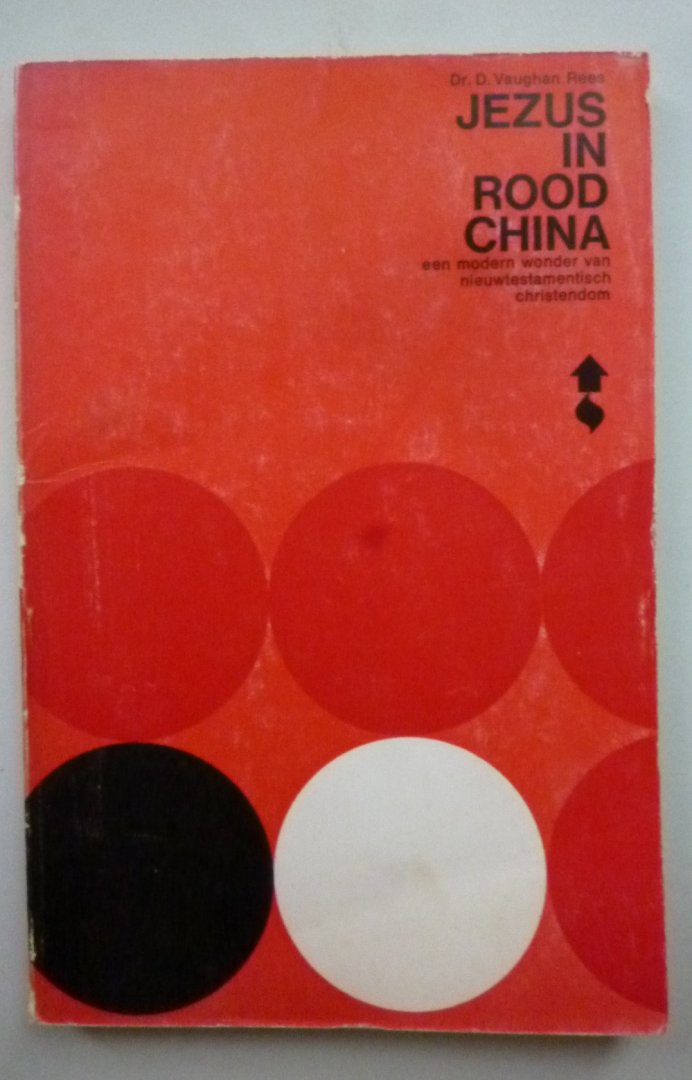 Dr. D. Vaughan Rees
JEZUS
IN
ROOD
CHINA
een modern wonder van
nieuwtestamentisch
christendom